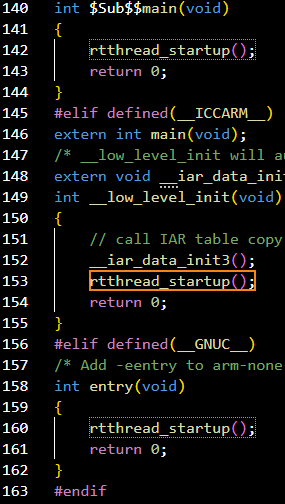 140 int $Sub$$main(void)
141 {
142     rtthread_startup();
143     return 0;
144 }
145 #elif defined(__ICCARM__)
146 extern int main(void);
147 /* __low_level_init will au
148 extern void __iar_data_init
149 int __low_level_init(void)
150 {
151     // call IAR table copy
152     __iar_data_init3();
153     rtthread_startup();
154     return 0;
155 }
156 #elif defined(__GNUC__)
157 /* Add -eentry to arm-none
158 int entry(void)
159 {
160     rtthread_startup();
161     return 0;
162 }
163 #endif